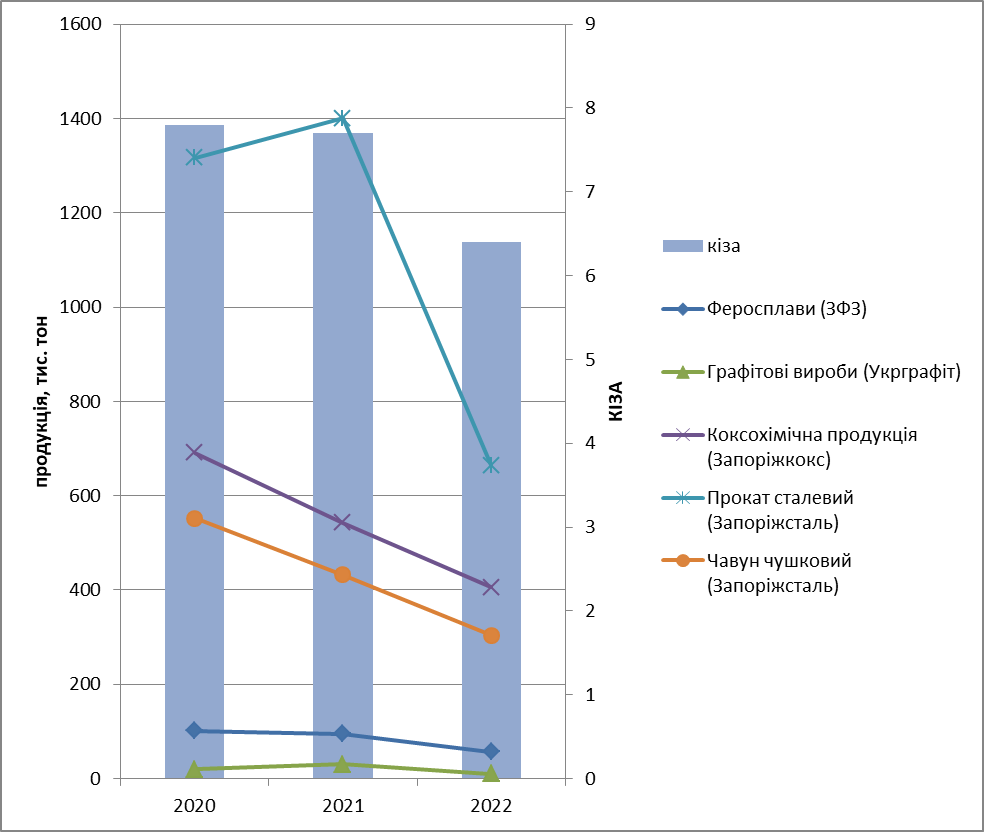 1600
1400
1200
1000
800
600
400
200
0
продукція, тис. тон
2020
2021
2022
9
8
7
6
5
4
3
2
1
0
КІЗА
кіза
Феросплави (ЗФЗ)
Графітові вироби (Укрграфіт)
Коксохімічна продукція
(Запоріжкокс)
Прокат сталевий
(Запоріжсталь)
Чавун чушковий
(Запоріжсталь)